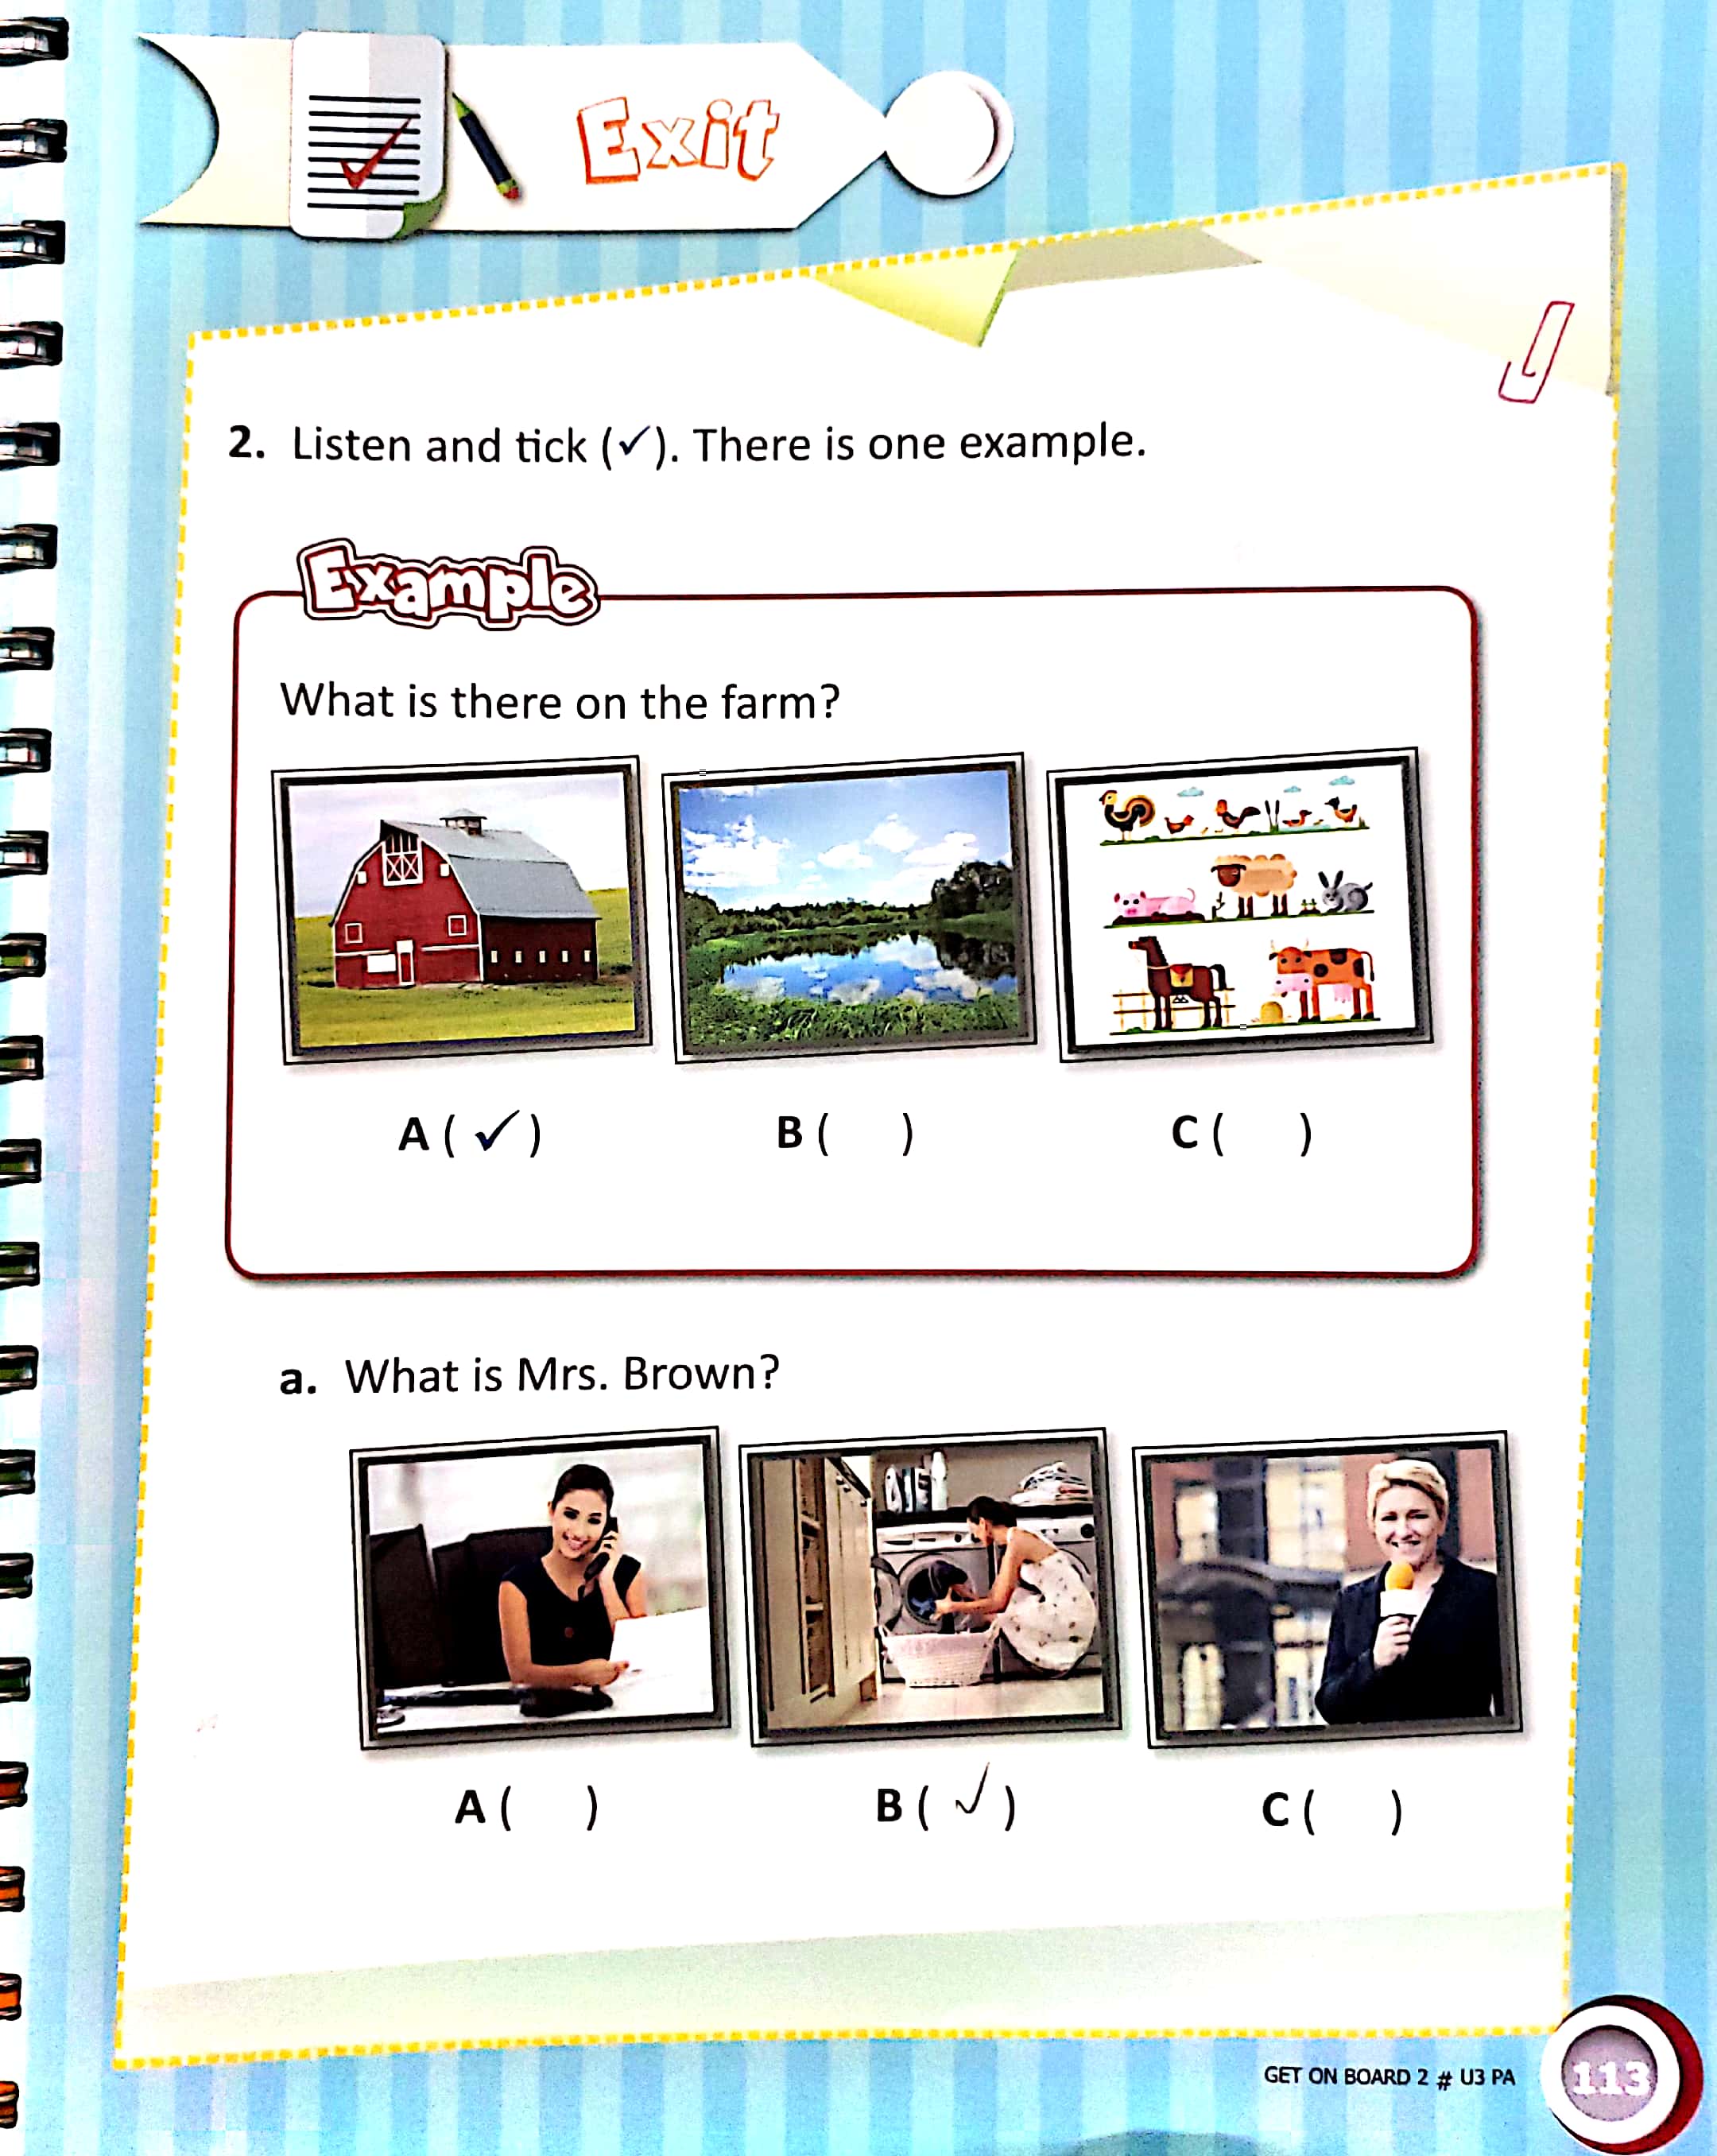 Exit
2. Listen and tick (✓). There is one example.
Example
What is there on the farm?
A ( ✓ ) B ( ) C ( )
a. What is Mrs. Brown?
A ( ) B ( ✓ ) C ( )
GET ON BOARD 2 # U3 PA
113